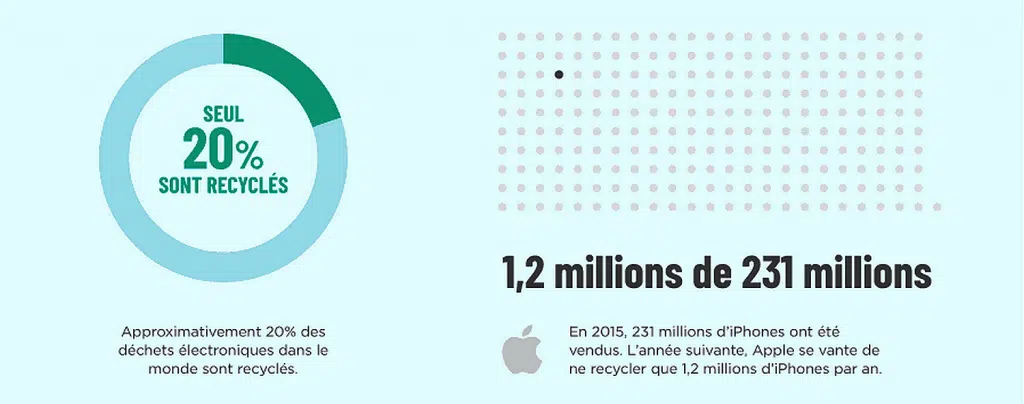 SEUL
20%
SONT RECYCLÉS
Approximativement 20% des
déchets électroniques dans le
monde sont recyclés.
1,2 millions de 231 millions
En 2015, 231 millions d’iPhones ont été
vendus. L’année suivante, Apple se vante de
ne recycler que 1,2 millions d’iPhones par an.